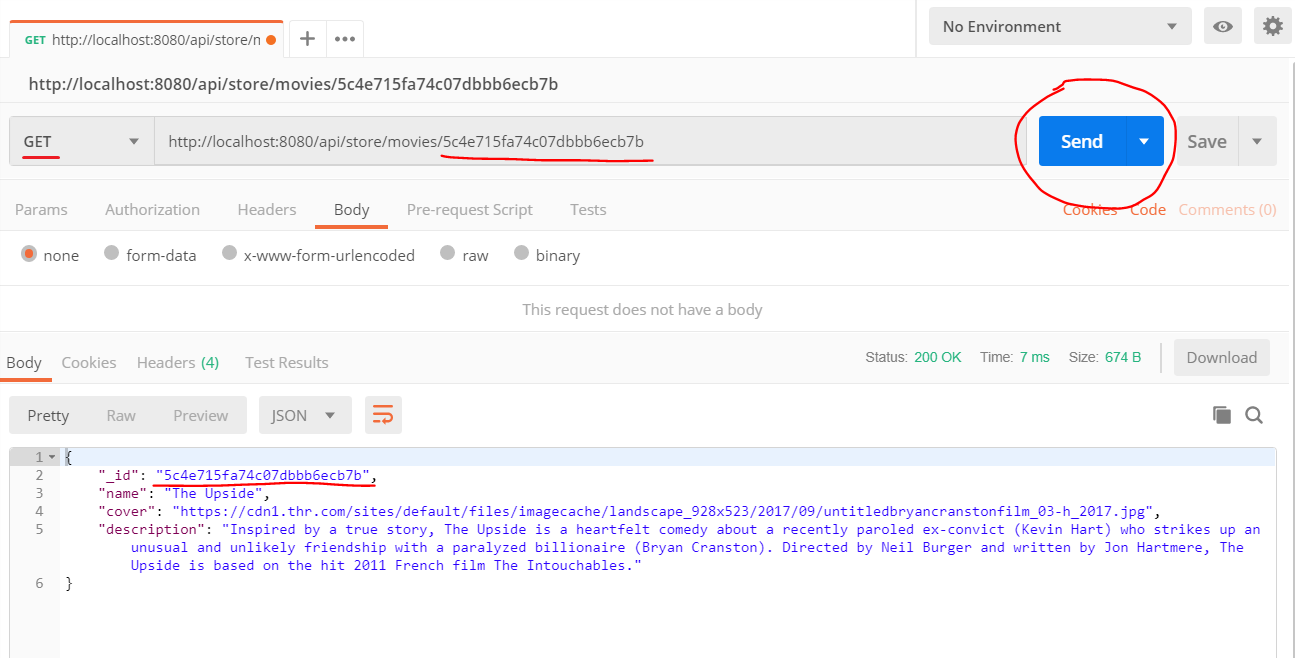 GET http://localhost:8080/api/store/n
No Environment
http://localhost:8080/api/store/movies/5c4e715fa74c07dbbb6ecb7b
GET http://localhost:8080/api/store/movies/5c4e715fa74c07dbbb6ecb7b Send Save
Params Authorization Headers Body Pre-request Script Tests Cookies Code Comments (0)
none form-data x-www-form-urlencoded raw binary
This request does not have a body
Body Cookies Headers (4) Test Results Status: 200 OK Time: 7 ms Size: 674 B Download
Pretty Raw Preview JSON
1 {
2 "_id": "5c4e715fa74c07dbbb6ecb7b",
3 "name": "The Upside",
4 "cover": "https://cdn1.thr.com/sites/default/files/imagecache/landscape_928x523/2017/09/untitledbryancranstonfilm_03-h_2017.jpg",
5 "description": "Inspired by a true story, The Upside is a heartfelt comedy about a recently paroled ex-convict (Kevin Hart) who strikes up an
unusual and unlikely friendship with a paralyzed billionaire (Bryan Cranston). Directed by Neil Burger and written by Jon Hartmere, The
Upside is based on the hit 2011 French film The Intouchables."
6 }